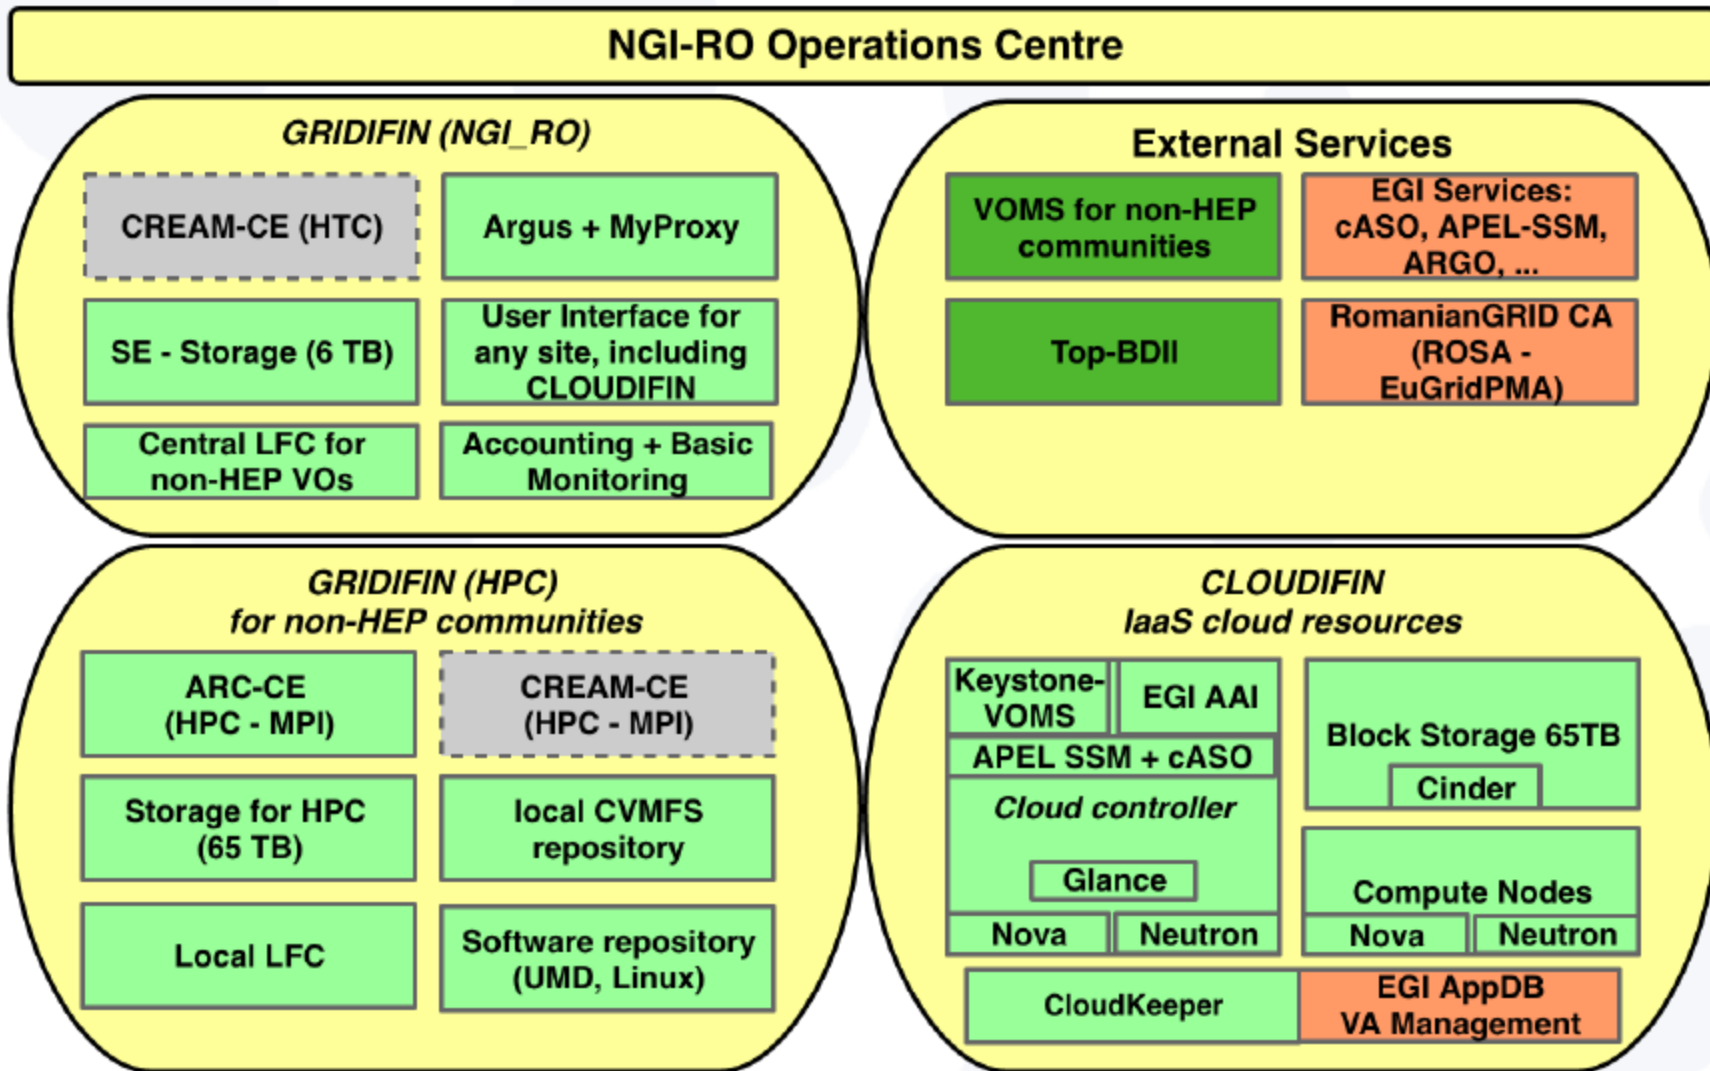 NGI-RO Operations Centre
GRIDIFIN (NGI_RO)
CREAM-CE (HTC)
Argus + MyProxy
SE - Storage (6 TB)
User Interface for
any site, including
CLOUDIFIN
Central LFC for
non-HEP VOs
Accounting + Basic
Monitoring
External Services
VOMS for non-HEP
communities
EGI Services:
cASO, APEL-SSM,
ARGO, ...
Top-BDII
RomanianGRID CA
(ROSA -
EuGridPMA)
GRIDIFIN (HPC)
for non-HEP communities
ARC-CE
(HPC - MPI)
CREAM-CE
(HPC - MPI)
Storage for HPC
(65 TB)
local CVMFS
repository
Local LFC
Software repository
(UMD, Linux)
CLOUDIFIN
IaaS cloud resources
Keystone-
VOMS
EGI AAI
APEL SSM + cASO
Cloud controller
Glance
Nova
Neutron
Block Storage 65TB
Cinder
Compute Nodes
Nova
Neutron
CloudKeeper
EGI AppDB
VA Management